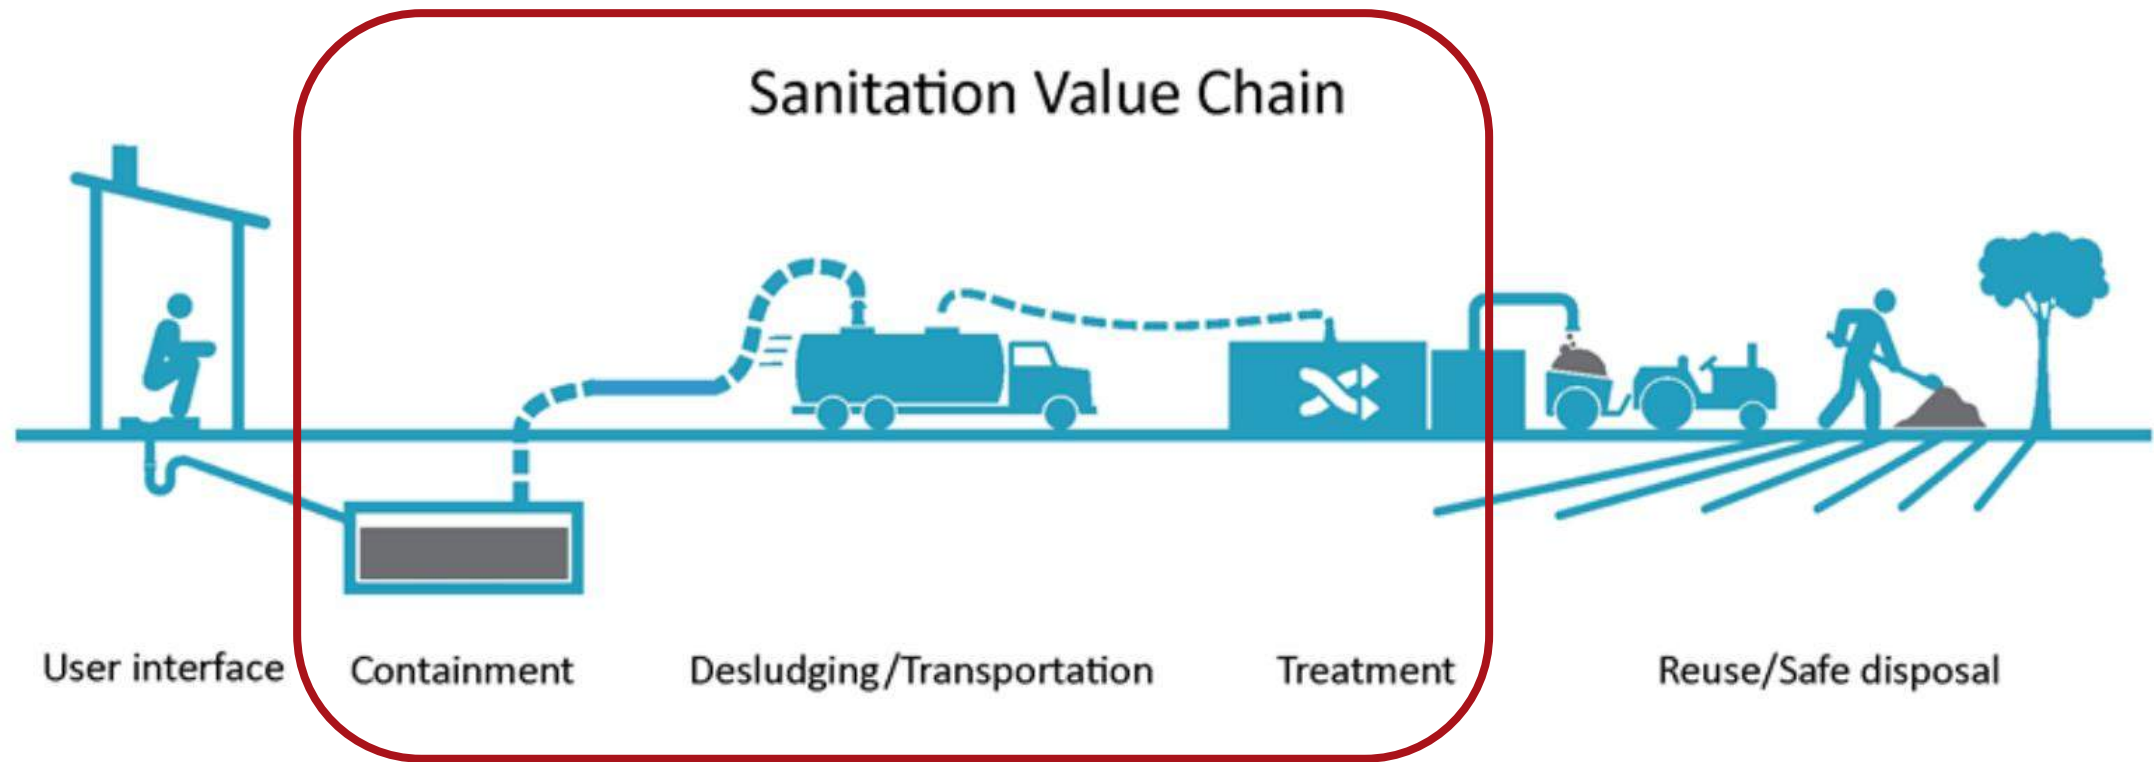 Sanitation Value Chain
User interface
Containment
Desludging/Transportation
Treatment
Reuse/Safe disposal